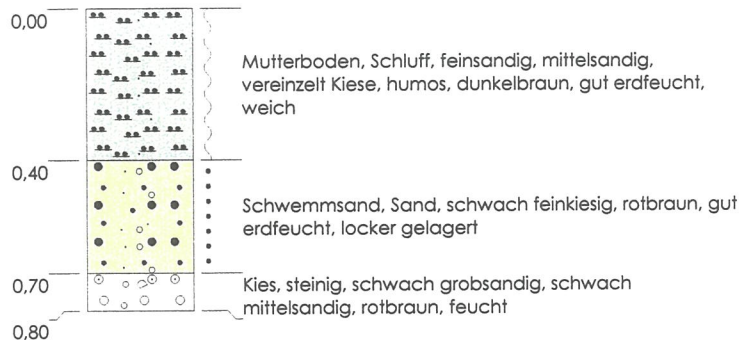 0,00
Mutterboden, Schluff, feinsandig, mittelsandig,
vereinzelt Kiese, humos, dunkelbraun, gut erdfeucht,
weich
0,40
Schwemmsand, Sand, schwach feinkiesig, rotbraun, gut
erdfeucht, locker gelagert
0,70
Kies, steinig, schwach grobsandig, schwach
mittelsandig, rotbraun, feucht
0,80